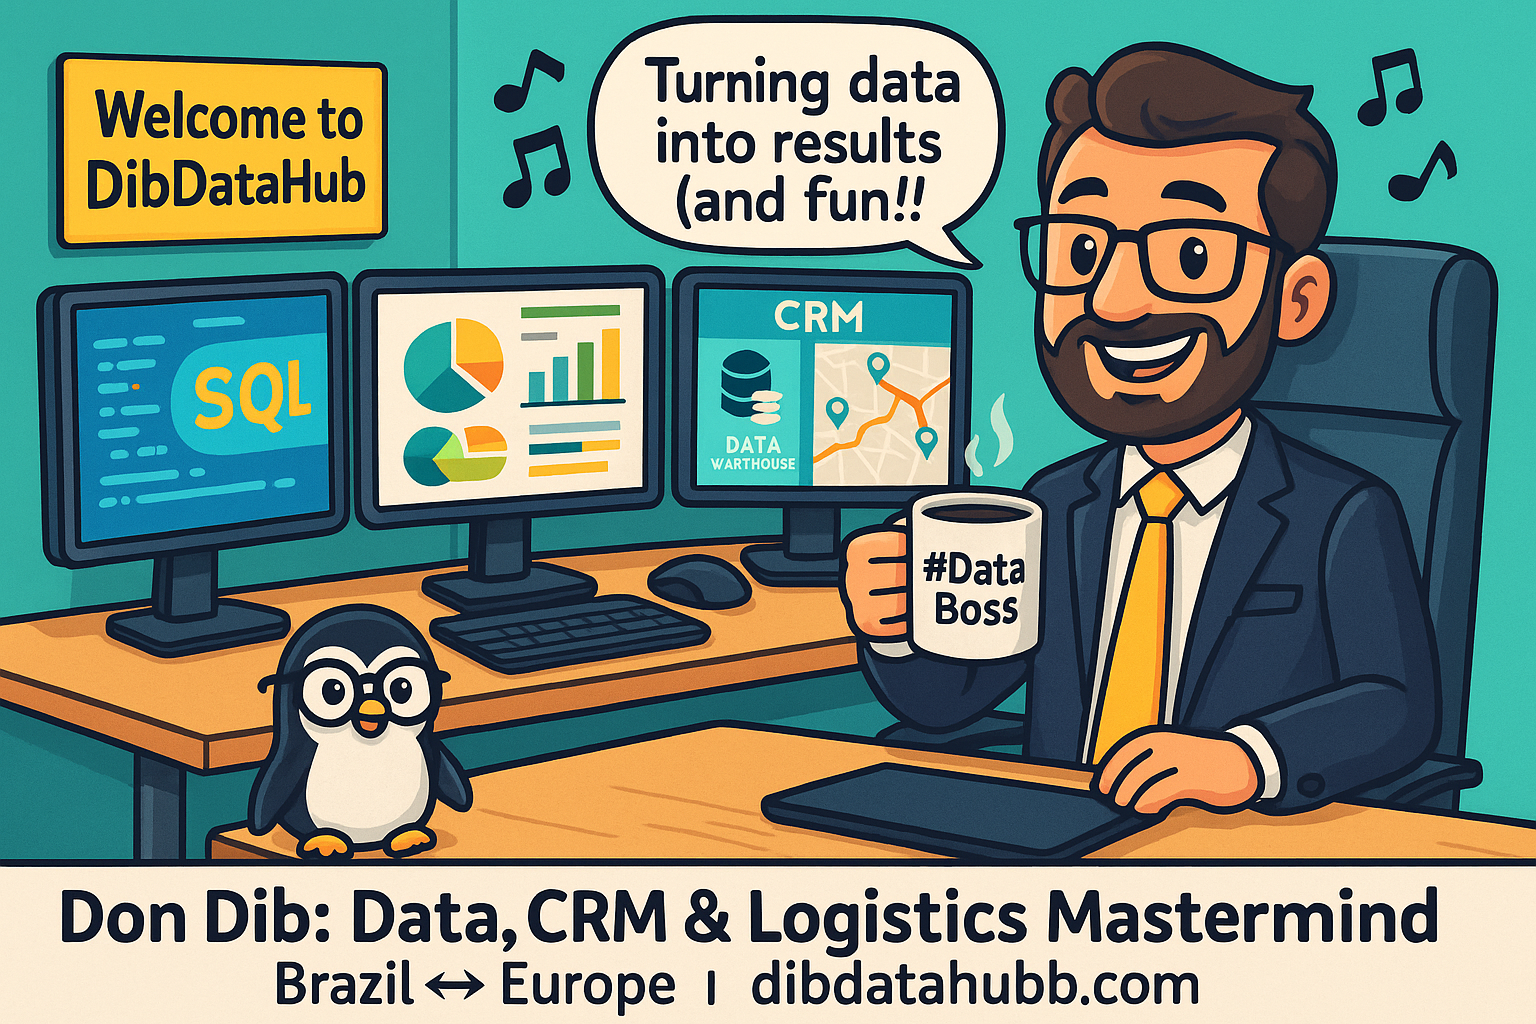 Welcome to
DibDataHub
Turning data
into results
(and fun!!
SQL
CRM
DATA
WARTHOUSE
#Data
Boss
Don Dib: Data, CRM & Logistics Mastermind
Brazil ↔ Europe | dibdatahubb.com